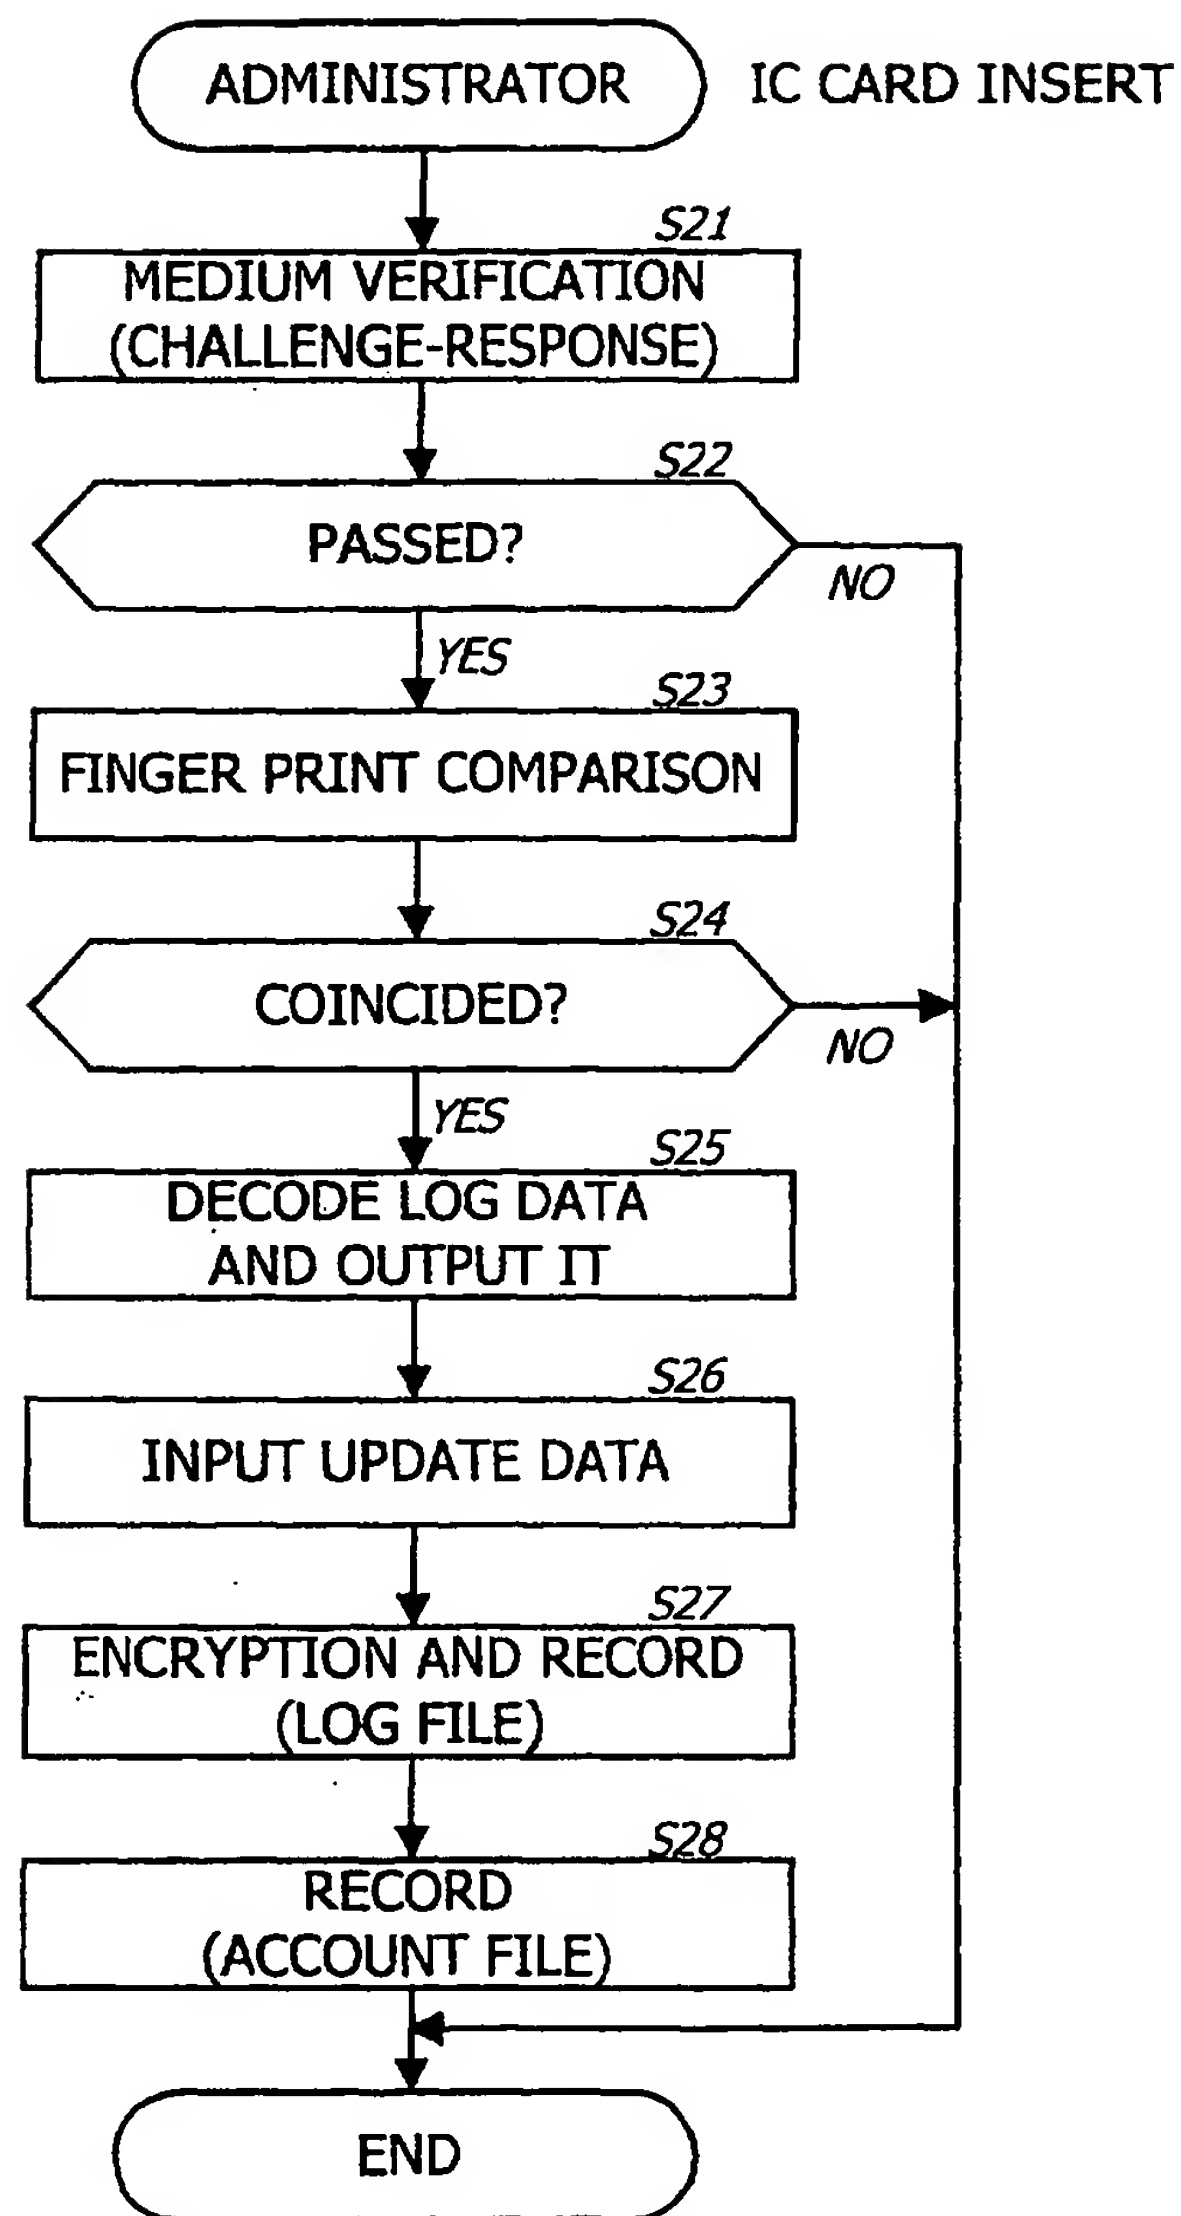 ADMINISTRATOR IC CARD INSERT
S21
MEDIUM VERIFICATION
(CHALLENGE-RESPONSE)
S22
PASSED?
NO
YES
S23
FINGER PRINT COMPARISON
S24
COINCIDED?
NO
YES
S25
DECODE LOG DATA
AND OUTPUT IT
S26
INPUT UPDATE DATA
S27
ENCRYPTION AND RECORD
(LOG FILE)
S28
RECORD
(ACCOUNT FILE)
END